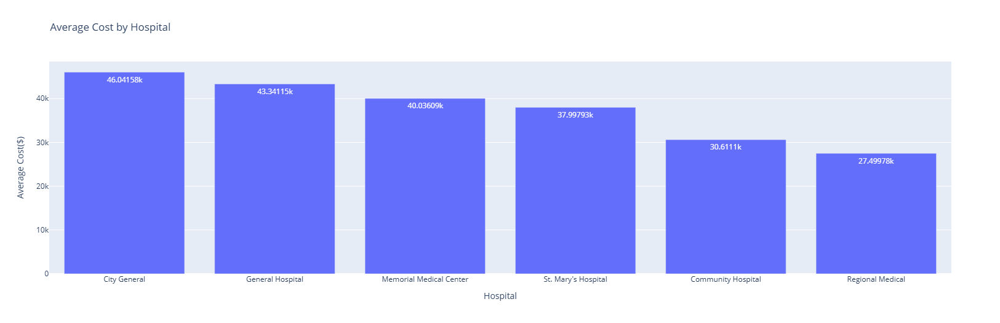 Average Cost by Hospital
46.04158k
43.34115k
40.03609k
37.99793k
30.6111k
27.49978k
40k
30k
20k
10k
0
Average Cost($)
City General
General Hospital
Memorial Medical Center
St. Mary's Hospital
Community Hospital
Regional Medical
Hospital